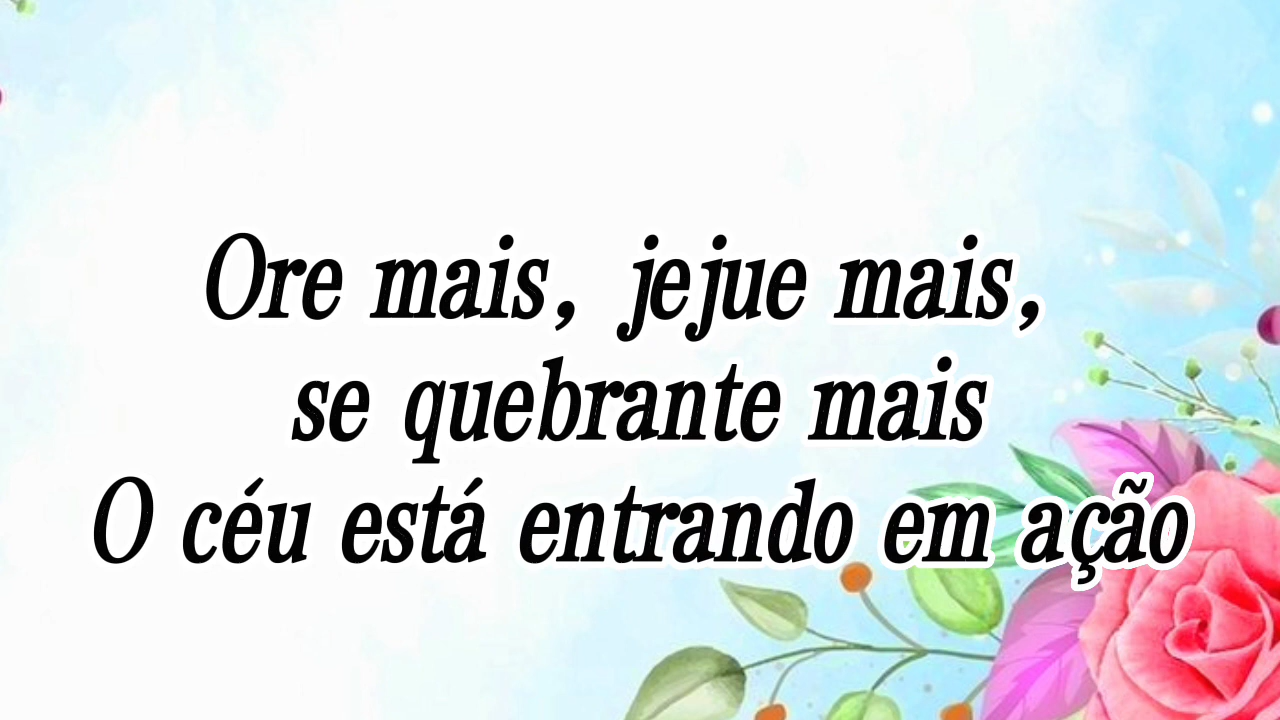 Ore mais, jejue mais,
se quebrante mais
O céu está entrando em ação